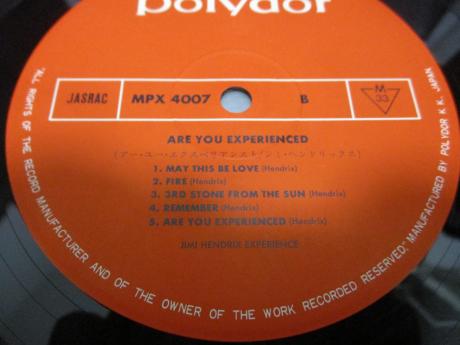 polydor
JASRAC
MPX 4007
B
M
33
ARE YOU EXPERIENCED
(アー・ユー・エクスペリアンスト/ジミ・ヘンドリックス)
1. MAY THIS BE LOVE (Hendrix)
2. FIRE (Hendrix)
3. 3RD STONE FROM THE SUN (Hendrix)
4. REMEMBER (Hendrix)
5. ARE YOU EXPERIENCED (Hendrix)
JIMI HENDRIX EXPERIENCE
"ALL RIGHTS OF THE RECORD MANUFACTURER AND OF THE OWNER OF THE WORK RECORDED RESERVED." MANUFACTURED BY POLYDOR K.K. JAPAN